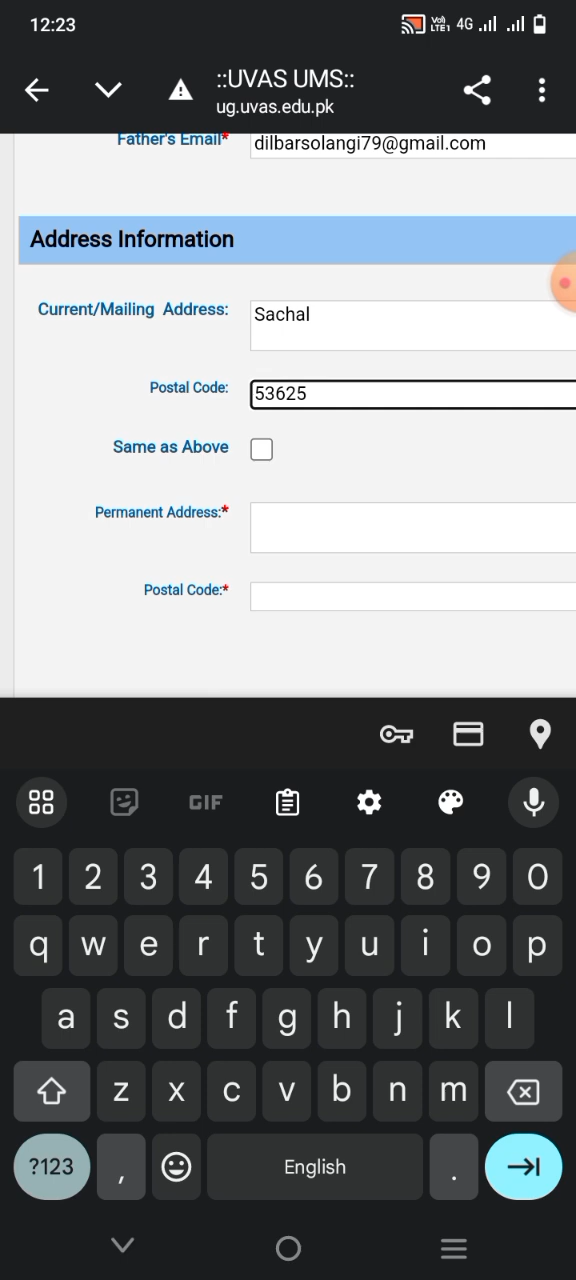 12:23
Vo)) LTE1 4G
::UVAS UMS::
ug.uvas.edu.pk
Father's Email* dilbarsolangi79@gmail.com
Address Information
Current/Mailing Address: Sachal
Postal Code: 53625
Same as Above
Permanent Address:*
Postal Code:*
GIF
1 2 3 4 5 6 7 8 9 0
q w e r t y u i o p
a s d f g h j k l
z x c v b n m
?123 , English .